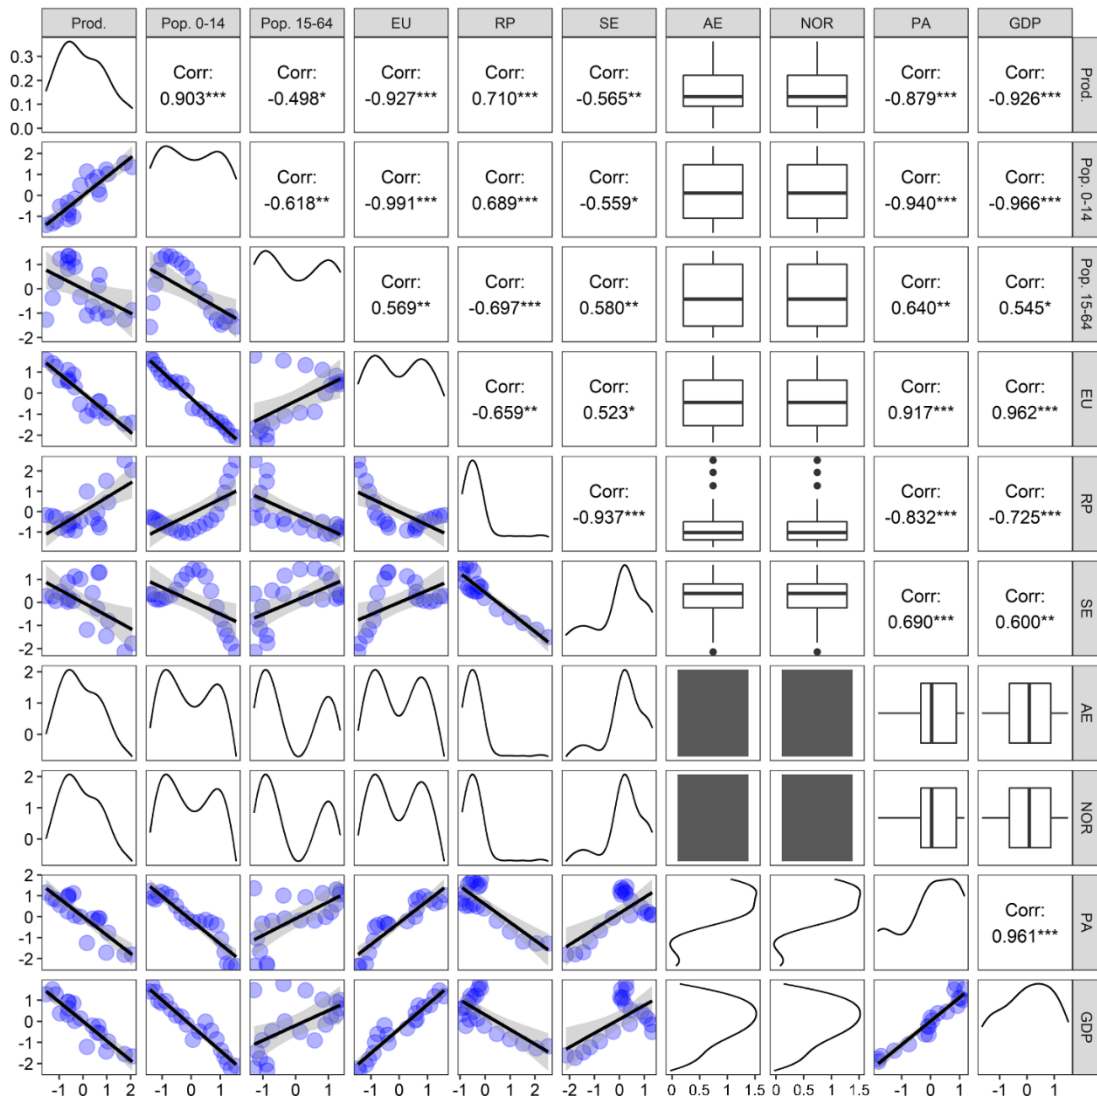 Prod. Pop. 0-14 Pop. 15-64 EU RP SE AE NOR PA GDP
0.3
0.2
0.1
0.0
Corr: Corr: Corr: Corr: Corr: Corr: Corr:
0.903*** -0.498* -0.927*** 0.710*** -0.565** -0.879*** -0.926***
Prod.
2
1
0
-1
Corr: Corr: Corr: Corr: Corr: Corr:
-0.618** -0.991*** 0.689*** -0.559* -0.940*** -0.966***
Pop. 0-14
1
0
-1
-2
Corr: Corr: Corr: Corr: Corr:
0.569** -0.697*** 0.580** 0.640** 0.545*
Pop. 15-64
1
0
-1
-2
Corr: Corr: Corr: Corr:
-0.659** 0.523* 0.917*** 0.962***
EU
2
1
0
-1
Corr: Corr: Corr:
-0.937*** -0.832*** -0.725***
RP
1
0
-1
-2
Corr: Corr:
0.690*** 0.600**
SE
2
1
0
AE
2
1
0
NOR
2
1
0
-1
-2
Corr:
0.961***
PA
1
0
-1
-2
GDP
-1 0 1 2 -1 0 1 -1 0 1 -1 0 1 -1 0 1 2 -2 -1 0 1 0 0.5 1 1.5 0 0.5 1 1.5 -1 0 1 -1 0 1